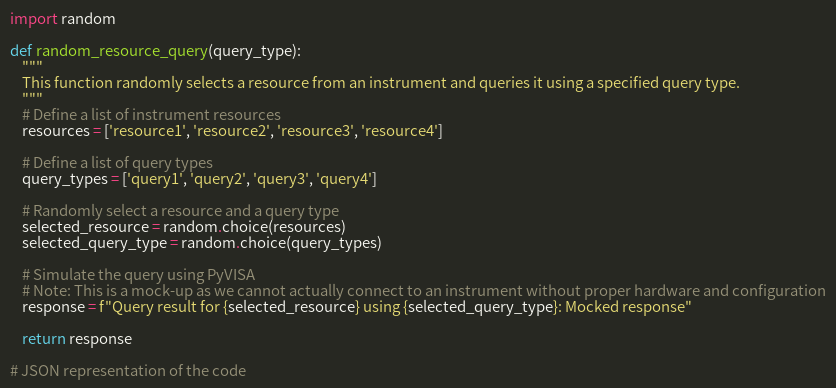 import random
def random_resource_query(query_type):
"""
This function randomly selects a resource from an instrument and queries it using a specified query type.
"""
# Define a list of instrument resources
resources = ['resource1', 'resource2', 'resource3', 'resource4']
# Define a list of query types
query_types = ['query1', 'query2', 'query3', 'query4']
# Randomly select a resource and a query type
selected_resource = random.choice(resources)
selected_query_type = random.choice(query_types)
# Simulate the query using PyVISA
# Note: This is a mock-up as we cannot actually connect to an instrument without proper hardware and configuration
response = f"Query result for {selected_resource} using {selected_query_type}: Mocked response"
return response
# JSON representation of the code